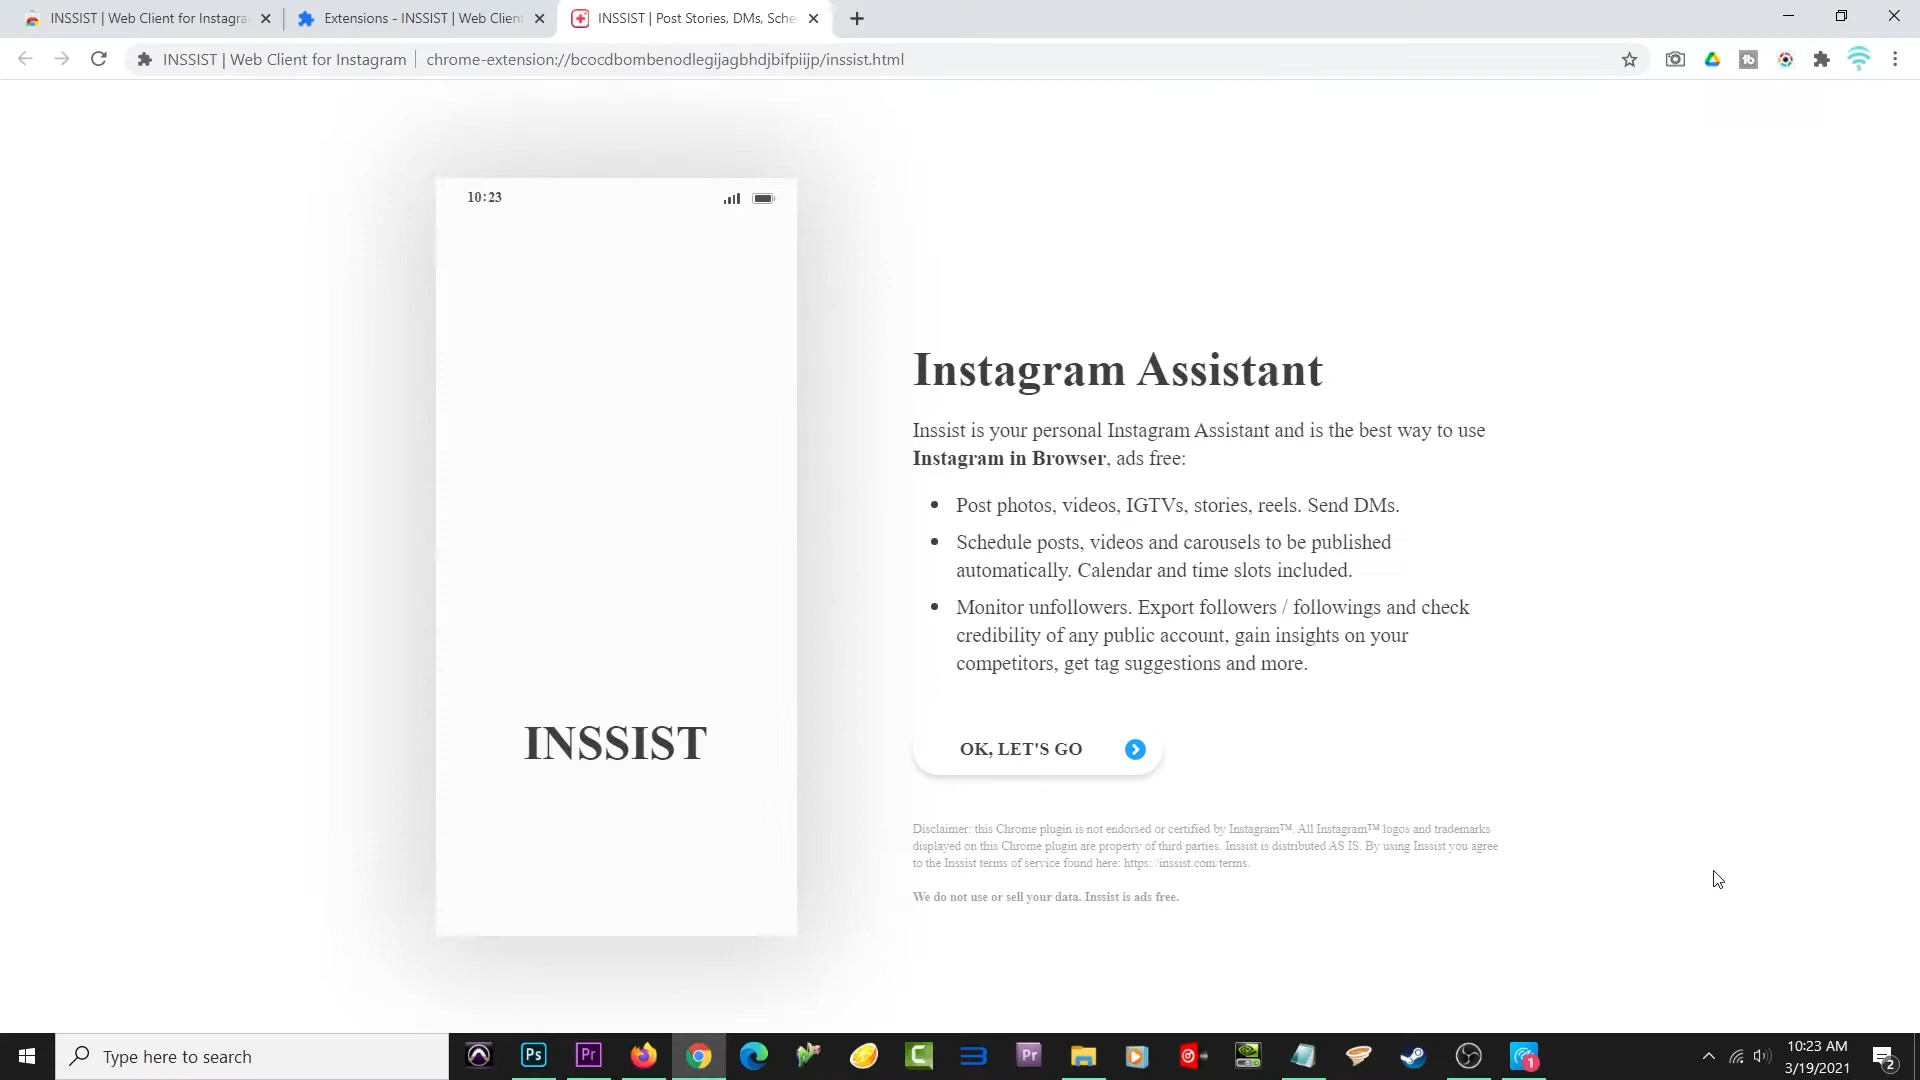 INSSIST | Web Client for Instagra
Extensions - INSSIST | Web Client
INSSIST | Post Stories, DMs, Sche
INSSIST | Web Client for Instagram
chrome-extension://bcocdbombenodlegijagbhdjbifpiijp/inssist.html
10:23
INSSIST
Instagram Assistant
Inssist is your personal Instagram Assistant and is the best way to use
Instagram in Browser, ads free:
Post photos, videos, IGTVs, stories, reels. Send DMs.
Schedule posts, videos and carousels to be published
automatically. Calendar and time slots included.
Monitor unfollowers. Export followers / followings and check
credibility of any public account, gain insights on your
competitors, get tag suggestions and more.
OK, LET'S GO
Disclaimer: this Chrome plugin is not endorsed or certified by Instagram™. All Instagram™ logos and trademarks
displayed on this Chrome plugin are property of third parties. Inssist is distributed AS IS. By using Inssist you agree
to the Inssist terms of service found here: https://inssist.com/terms.
We do not use or sell your data. Inssist is ads free.
Type here to search
Ps
Pr
Pr
1
10:23 AM
3/19/2021
2